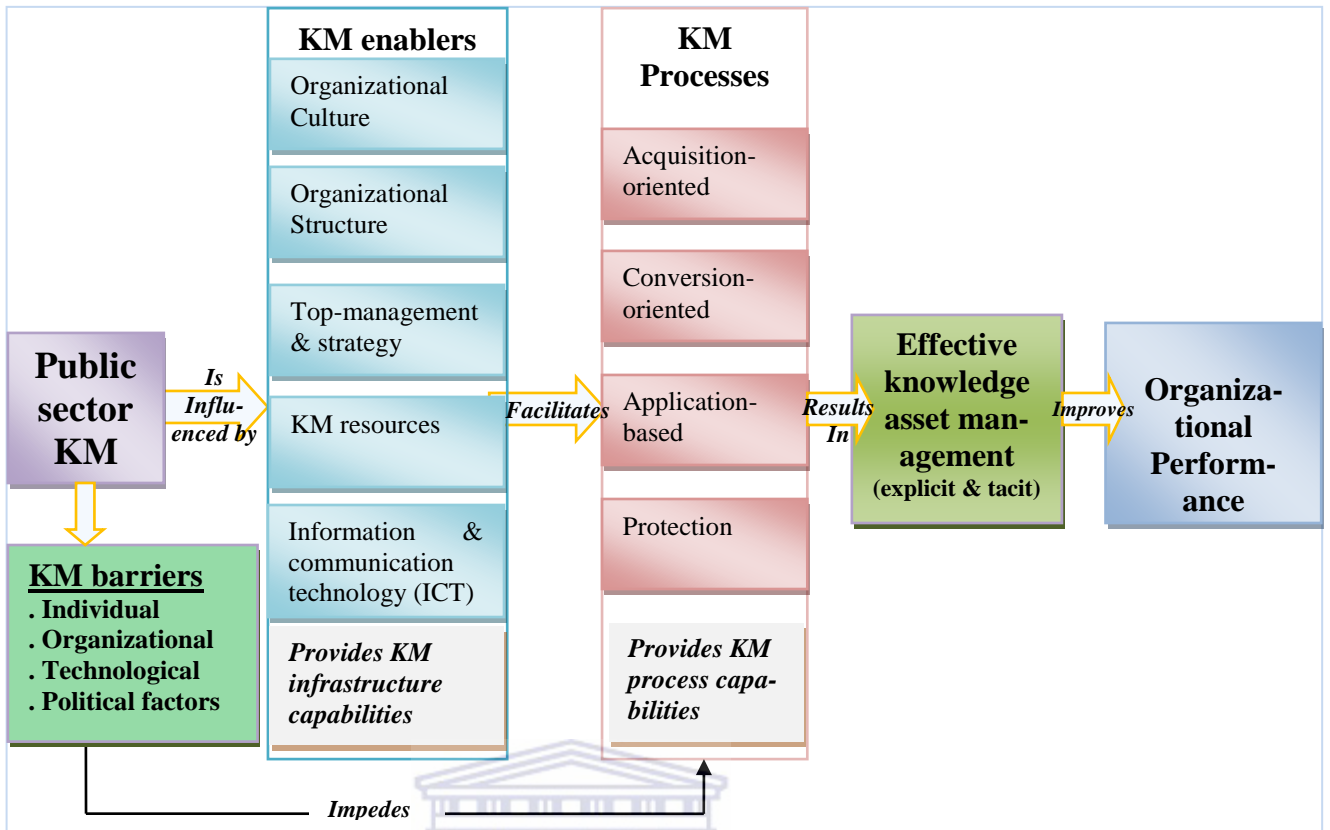 Public
sector
KM
Is
Influ-
enced by
KM barriers
. Individual
. Organizational
. Technological
. Political factors
Impedes
KM enablers
Organizational
Culture
Organizational
Structure
Top-management
& strategy
KM resources
Information &
communication
technology (ICT)
Provides KM
infrastructure
capabilities
Facilitates
KM
Processes
Acquisition-
oriented
Conversion-
oriented
Application-
based
Protection
Provides KM
process capa-
bilities
Results
In
Effective
knowledge
asset man-
agement
(explicit & tacit)
Improves
Organiza-
tional
Perform-
ance